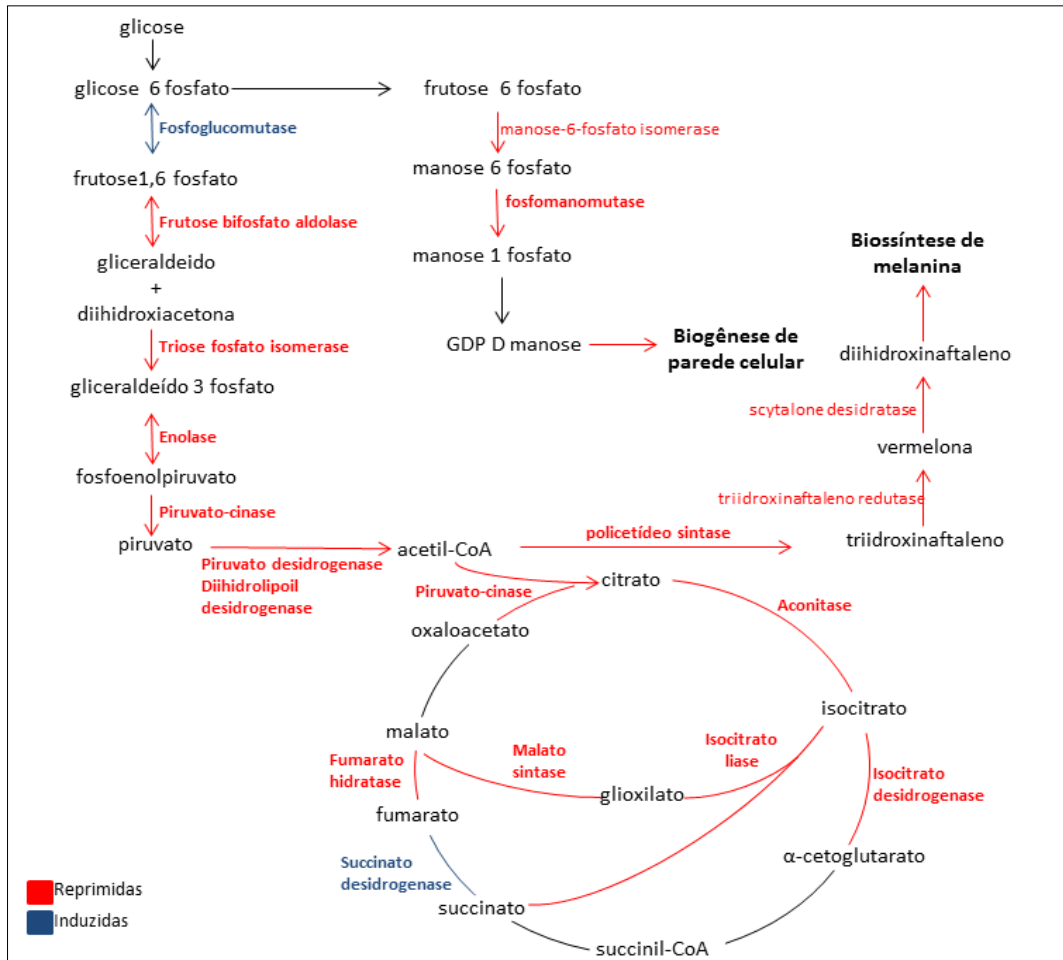 glicose
glicose 6 fosfato
frutose 6 fosfato
Fosfoglucomutase
manose-6-fosfato isomerase
frutose1,6 fosfato
manose 6 fosfato
Frutose bifosfato aldolase
fosfomanomutase
gliceraldeido
+
diihidroxiacetona
manose 1 fosfato
Biossíntese de
melanina
Triose fosfato isomerase
GDP D manose
Biogênese de
parede celular
diihidroxinaftaleno
gliceraldeído 3 fosfato
scytalone desidratase
Enolase
vermelona
fosfoenolpiruvato
triidroxinaftaleno redutase
Piruvato-cinase
piruvato
acetil-CoA
policetídeo sintase
triidroxinaftaleno
Piruvato desidrogenase
Diihidrolipoil
desidrogenase
Piruvato-cinase
citrato
Aconitase
oxaloacetato
isocitrato
malato
Fumarato
hidratase
Malato
sintase
Isocitrato
liase
glioxilato
Isocitrato
desidrogenase
fumarato
α-cetoglutarato
Succinato
desidrogenase
succinato
succinil-CoA
Reprimidas
Induzidas